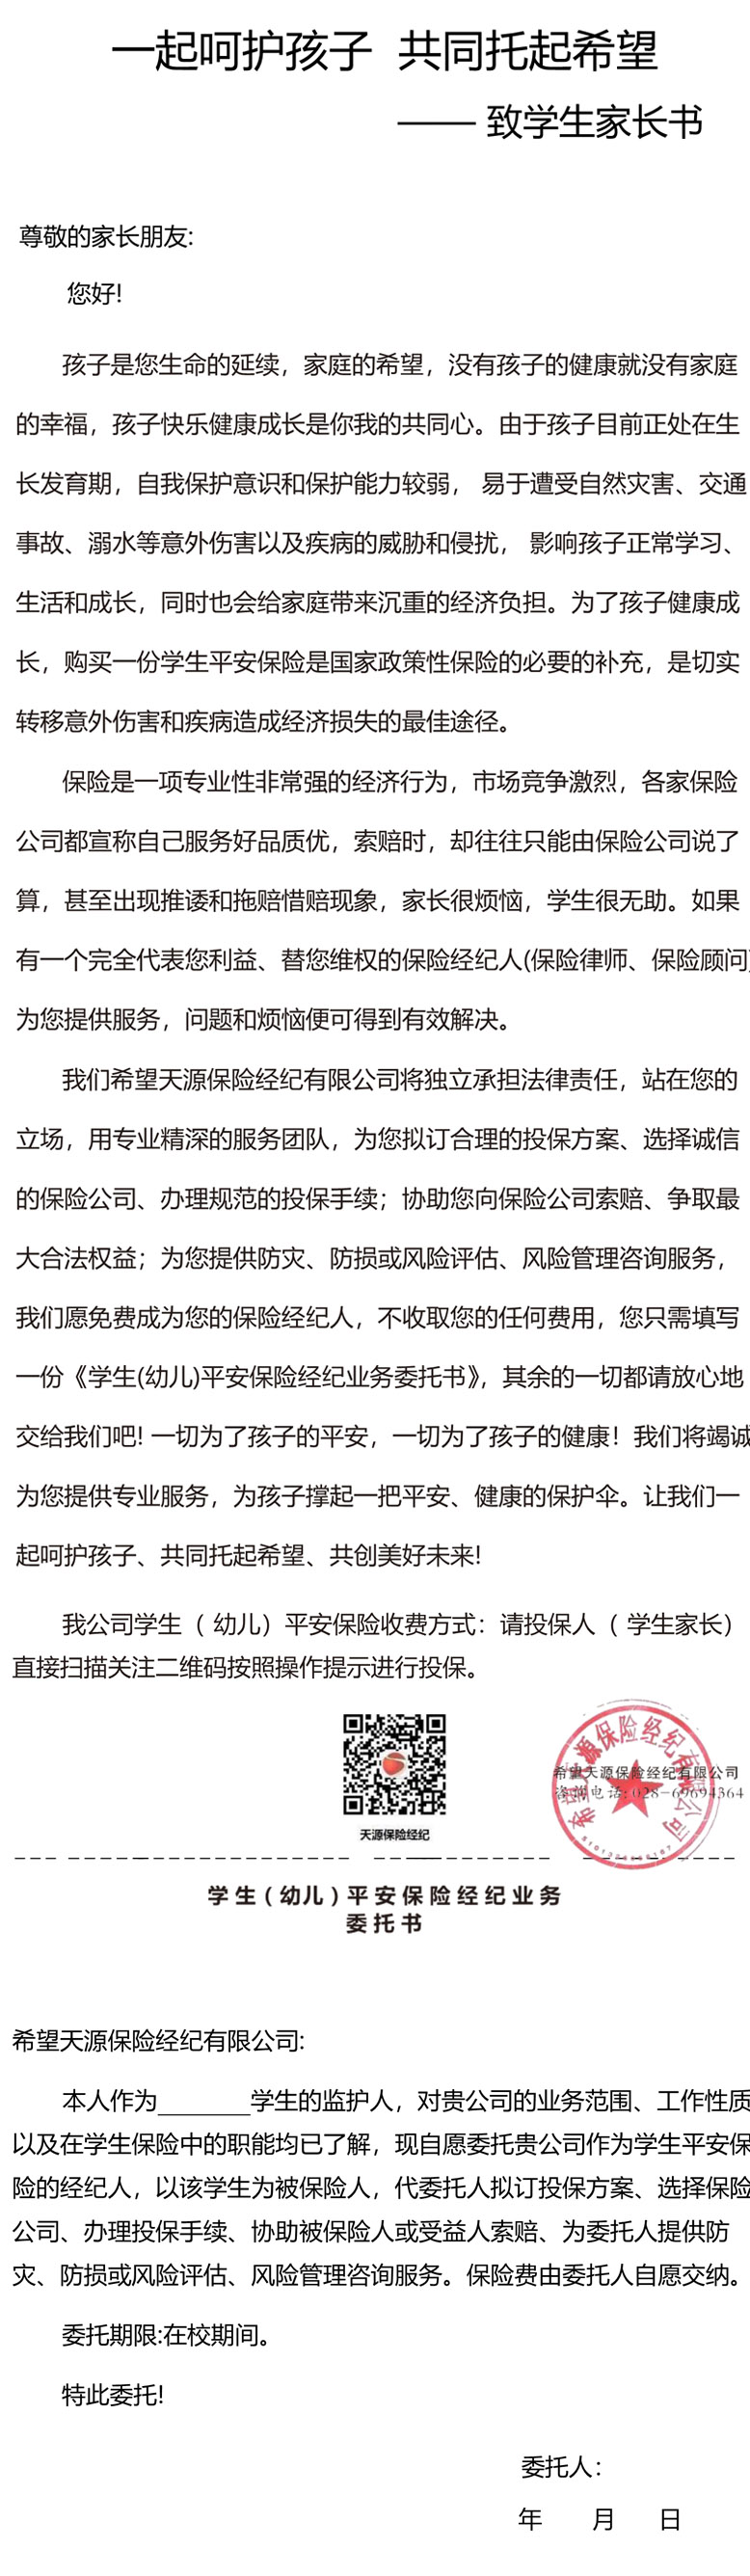 一起呵护孩子 共同托起希望
—— 致学生家长书
尊敬的家长朋友:
您好!
孩子是您生命的延续，家庭的希望，没有孩子的健康就没有家庭
的幸福，孩子快乐健康成长是你我的共同心。由于孩子目前正处在生
长发育期，自我保护意识和保护能力较弱， 易于遭受自然灾害、交通
事故、溺水等意外伤害以及疾病的威胁和侵扰， 影响孩子正常学习、
生活和成长，同时也会给家庭带来沉重的经济负担。为了孩子健康成
长，购买一份学生平安保险是国家政策性保险的必要的补充，是切实
转移意外伤害和疾病造成经济损失的最佳途径。
保险是一项专业性非常强的经济行为，市场竞争激烈，各家保险
公司都宣称自己服务好品质优，索赔时，却往往只能由保险公司说了
算，甚至出现推诿和拖赔惜赔现象，家长很烦恼，学生很无助。如果
有一个完全代表您利益、替您维权的保险经纪人(保险律师、保险顾问)
为您提供服务，问题和烦恼便可得到有效解决。
我们希望天源保险经纪有限公司将独立承担法律责任，站在您的
立场，用专业精深的服务团队，为您拟订合理的投保方案、选择诚信
的保险公司、办理规范的投保手续；协助您向保险公司索赔、争取最
大合法权益；为您提供防灾、防损或风险评估、风险管理咨询服务，
我们愿免费成为您的保险经纪人，不收取您的任何费用，您只需填写
一份《学生(幼儿)平安保险经纪业务委托书》，其余的一切都请放心地
交给我们吧! 一切为了孩子的平安，一切为了孩子的健康！我们将竭诚
为您提供专业服务，为孩子撑起一把平安、健康的保护伞。让我们一
起呵护孩子、共同托起希望、共创美好未来!
我公司学生（ 幼儿）平安保险收费方式：请投保人（ 学生家长）
直接扫描关注二维码按照操作提示进行投保。
希望天源保险经纪有限公司
希望天源保险经纪有限公司
咨询电话:028-69694364
天源保险经纪
学生(幼儿)平安保险经纪业务
委托书
希望天源保险经纪有限公司:
本人作为_______学生的监护人，对贵公司的业务范围、工作性质
以及在学生保险中的职能均已了解，现自愿委托贵公司作为学生平安保
险的经纪人，以该学生为被保险人，代委托人拟订投保方案、选择保险
公司、办理投保手续、协助被保险人或受益人索赔、为委托人提供防
灾、防损或风险评估、风险管理咨询服务。保险费由委托人自愿交纳。
委托期限:在校期间。
特此委托!
委托人：
年 月 日